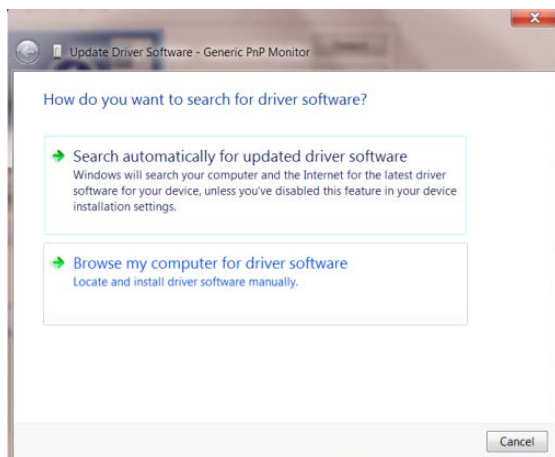 Update Driver Software - Generic PnP Monitor
How do you want to search for driver software?
Search automatically for updated driver software
Windows will search your computer and the Internet for the latest driver
software for your device, unless you've disabled this feature in your device
installation settings.
Browse my computer for driver software
Locate and install driver software manually.
Cancel